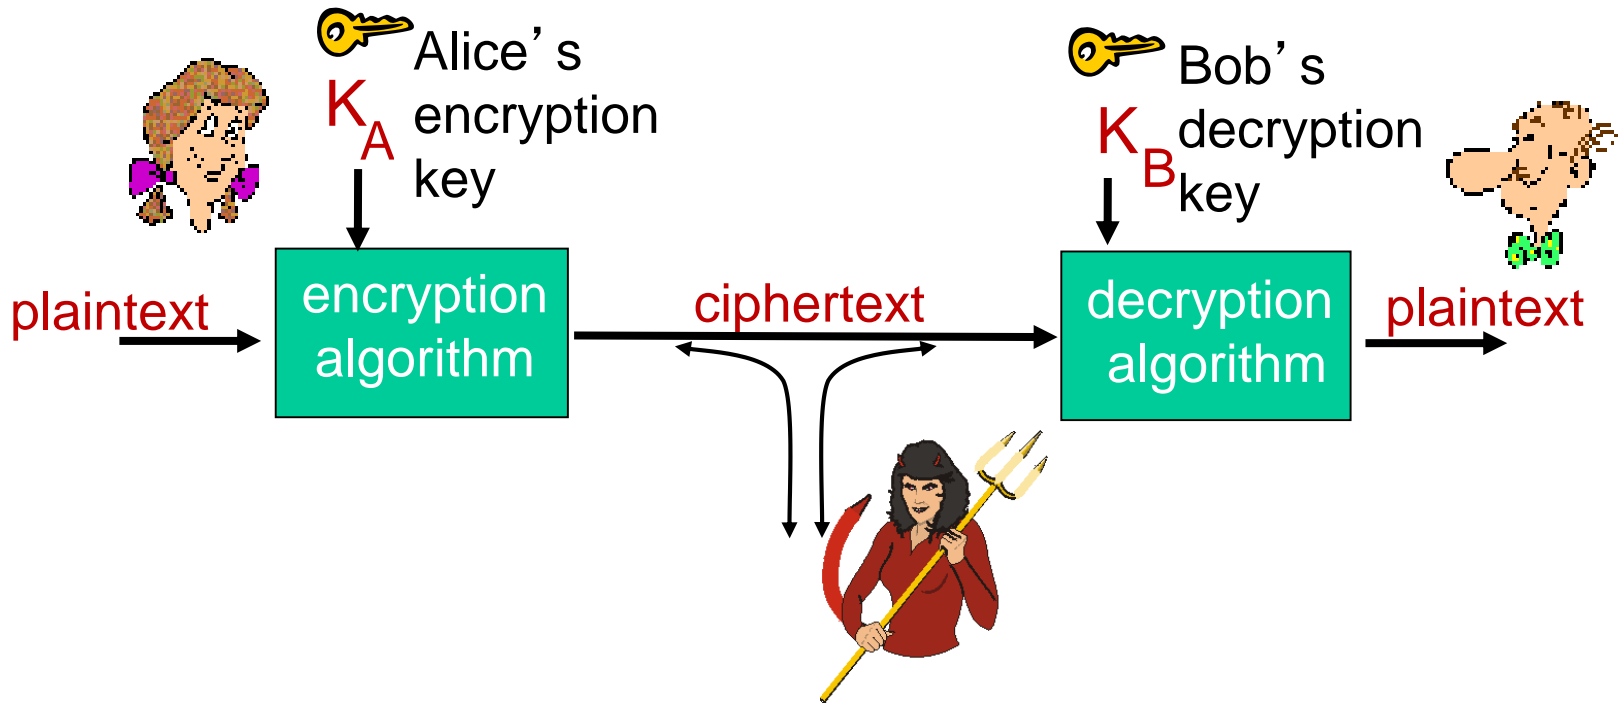 Alice’s
encryption
key
K
A
Bob’s
decryption
key
K
B
plaintext
encryption
algorithm
ciphertext
decryption
algorithm
plaintext